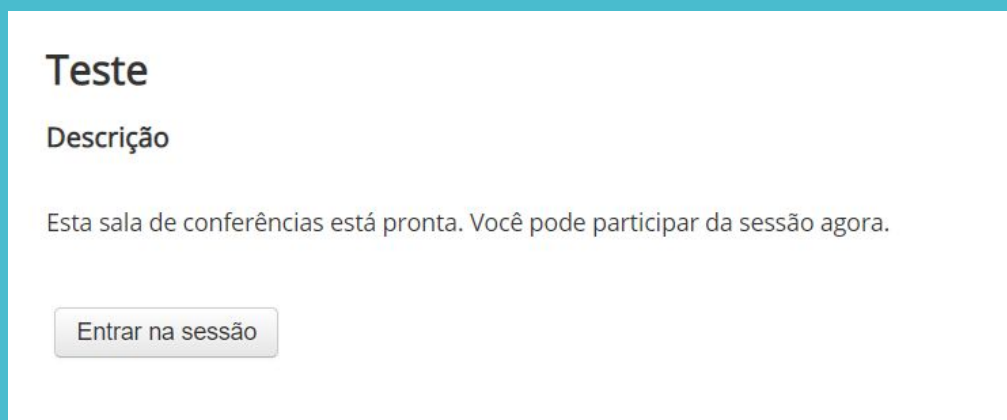 Teste
Descrição
Esta sala de conferências está pronta. Você pode participar da sessão agora.
Entrar na sessão